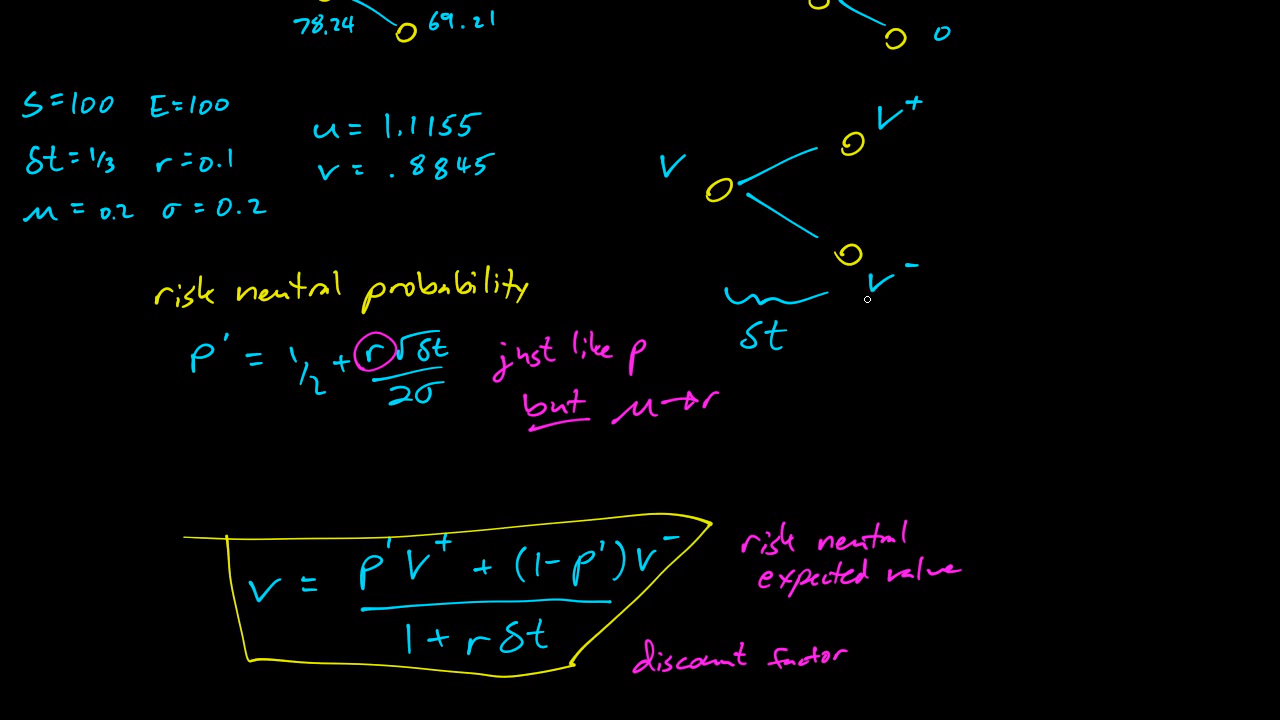 78.24 69.21
0
S=100 E=100
δt=1/3 r=0.1
μ=0.2 σ=0.2
u= 1.1155
v= .8845
V
V⁺
V⁻
δt
risk neutral probability
p' = 1/2 + r√δt / 2σ
just like p
but μ→r
V = p'V⁺ + (1-p')V⁻ / 1+rδt
risk neutral
expected value
discount factor